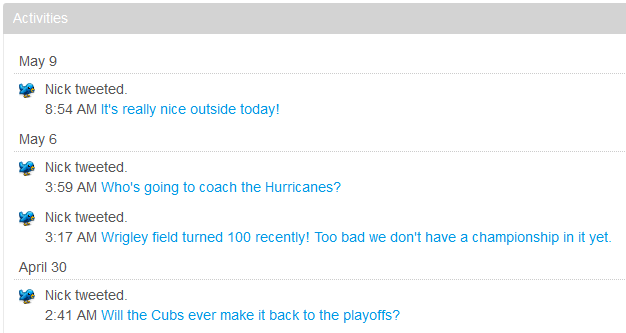 Activities
May 9
Nick tweeted.
8:54 AM It's really nice outside today!
May 6
Nick tweeted.
3:59 AM Who's going to coach the Hurricanes?
Nick tweeted.
3:17 AM Wrigley field turned 100 recently! Too bad we don't have a championship in it yet.
April 30
Nick tweeted.
2:41 AM Will the Cubs ever make it back to the playoffs?